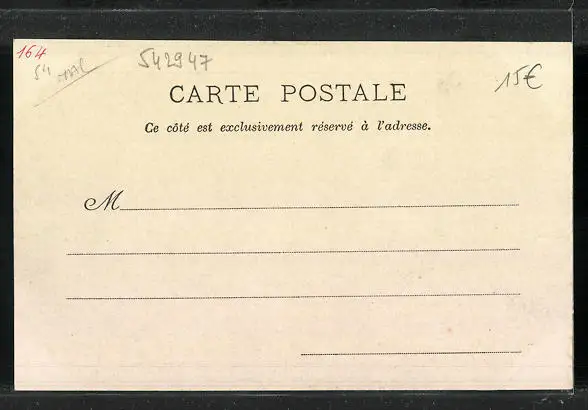 164
54
542947
15€
CARTE POSTALE
Ce côté est exclusivement réservé à l'adresse.
M